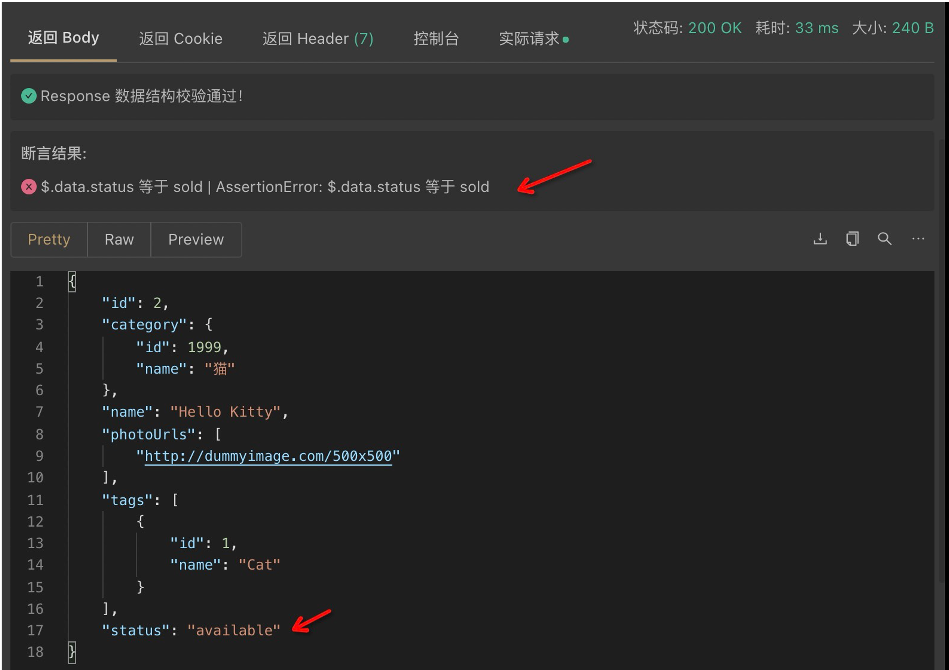 返回 Body 返回 Cookie 返回 Header (7) 控制台 实际请求 状态码: 200 OK 耗时: 33 ms 大小: 240 B
Response 数据结构校验通过!
断言结果:
$.data.status 等于 sold | AssertionError: $.data.status 等于 sold
Pretty Raw Preview
1 {
2 "id": 2,
3 "category": {
4 "id": 1999,
5 "name": "猫"
6 },
7 "name": "Hello Kitty",
8 "photoUrls": [
9 "http://dummyimage.com/500x500"
10 ],
11 "tags": [
12 {
13 "id": 1,
14 "name": "Cat"
15 }
16 ],
17 "status": "available"
18 }